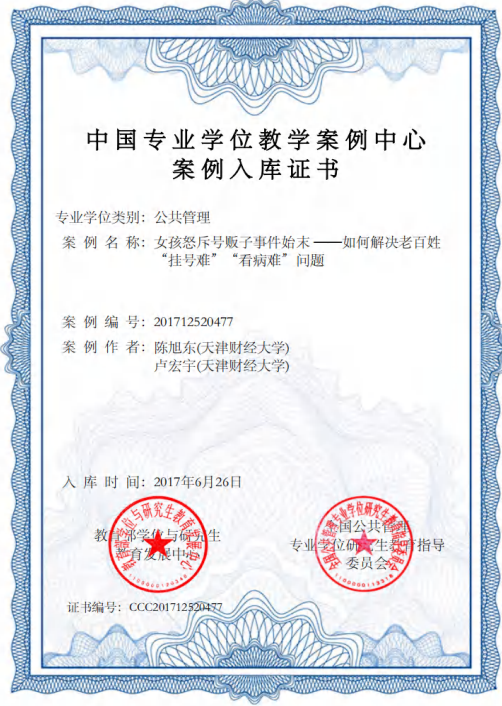 中国专业学位教学案例中心
案例入库证书
专业学位类别：公共管理
案 例 名 称：女孩怒斥号贩子事件始末 ——如何解决老百姓
“挂号难”“看病难”问题
案 例 编 号：201712520477
案 例 作 者：陈旭东(天津财经大学)
卢宏宇(天津财经大学)
入 库 时 间：2017年6月26日
教育部学位与研究生
教育发展中心
全国公共管理
专业学位研究生教育指导
委员会
证书编号：CCC201712520477